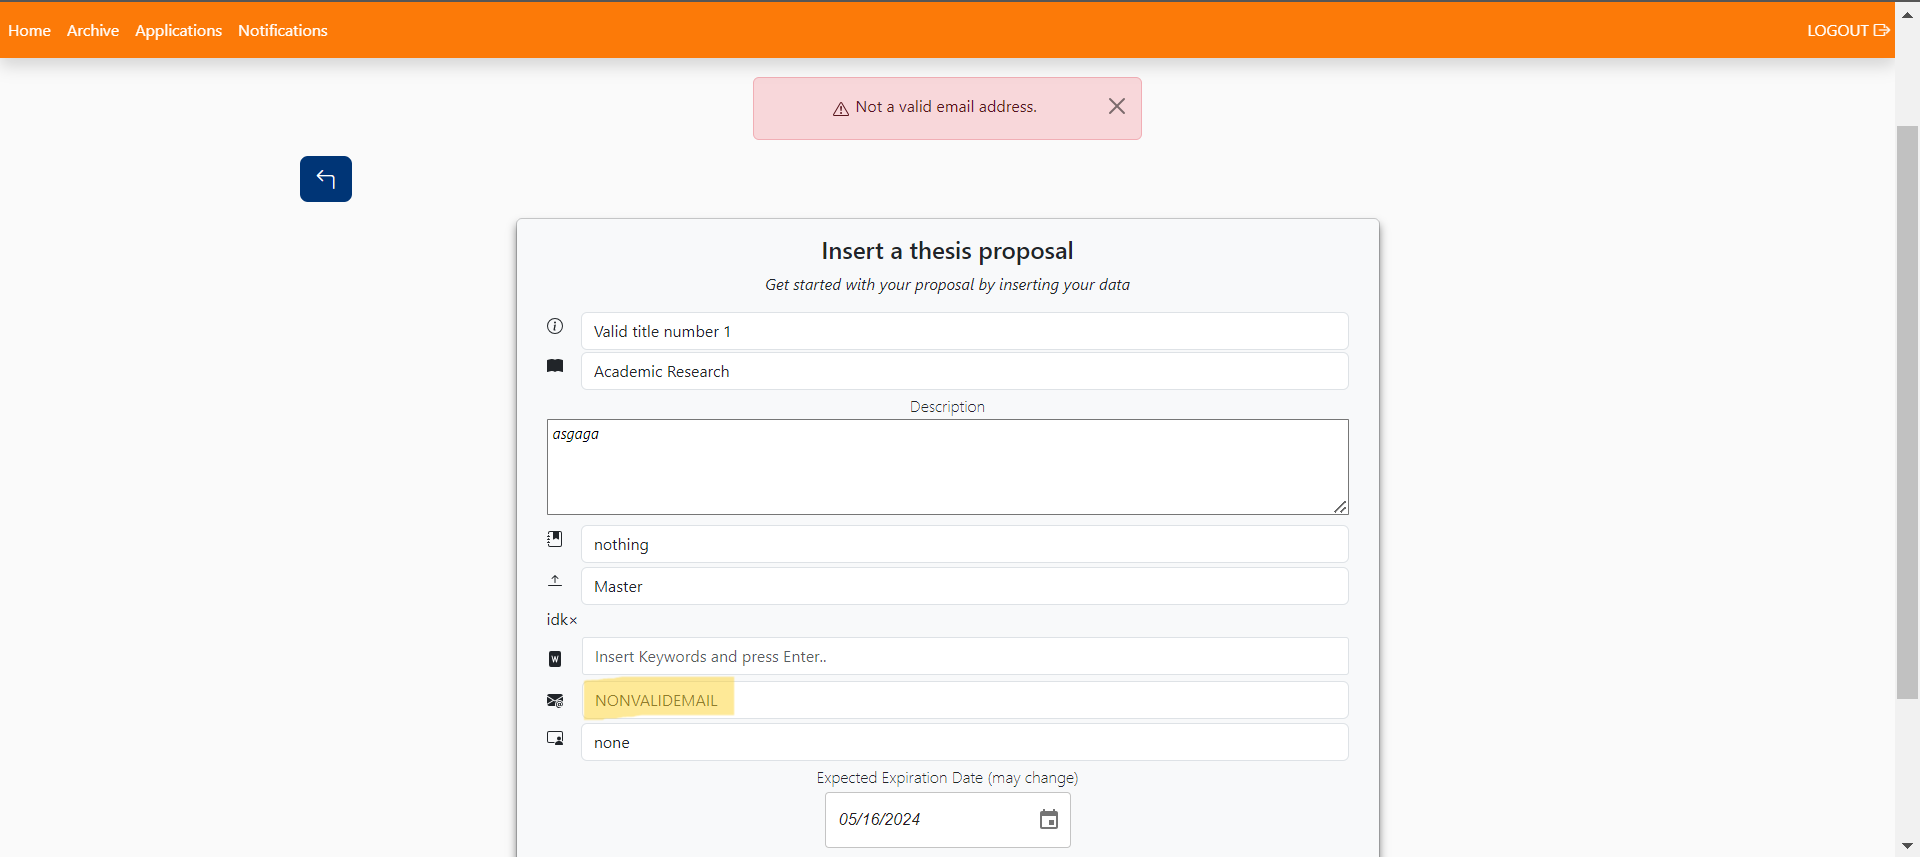 Home Archive Applications Notifications LOGOUT
Not a valid email address.
Insert a thesis proposal
Get started with your proposal by inserting your data
Valid title number 1
Academic Research
Description
asgaga
nothing
Master
idk×
W Insert Keywords and press Enter..
NONVALIDEMAIL
none
Expected Expiration Date (may change)
05/16/2024